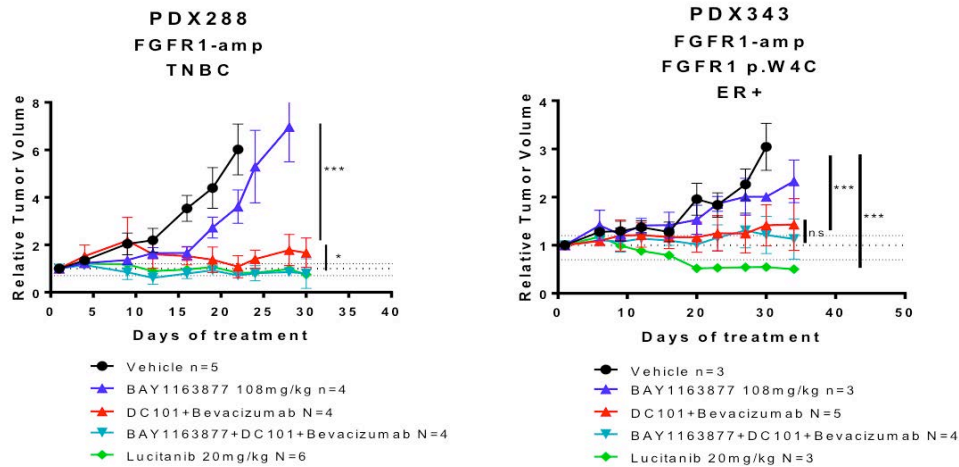 PDX288
FGFR1-amp
TNBC
Relative Tumor Volume
8
6
4
2
0
***
*
0 5 10 15 20 25 30 35 40
Days of treatment
Vehicle n=5
BAY1163877 108mg/kg n=4
DC101+Bevacizumab N=4
BAY1163877+DC101+Bevacizumab N=4
Lucitanib 20mg/kg N=6
PDX343
FGFR1-amp
FGFR1 p.W4C
ER+
Relative Tumor Volume
4
3
2
1
0
***
***
ns
0 10 20 30 40 50
Days of treatment
Vehicle n=3
BAY1163877 108mg/kg n=3
DC101+Bevacizumab N=5
BAY1163877+DC101+Bevacizumab N=4
Lucitanib 20mg/kg N=3